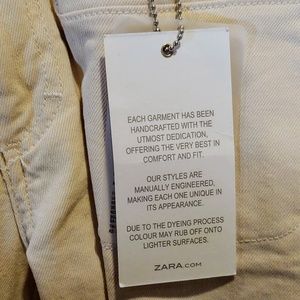 EACH GARMENT HAS BEEN
HANDCRAFTED WITH THE
UTMOST DEDICATION,
OFFERING THE VERY BEST IN
COMFORT AND FIT.
OUR STYLES ARE
MANUALLY ENGINEERED,
MAKING EACH ONE UNIQUE IN
ITS APPEARANCE.
DUE TO THE DYEING PROCESS
COLOUR MAY RUB OFF ONTO
LIGHTER SURFACES.
ZARA.COM